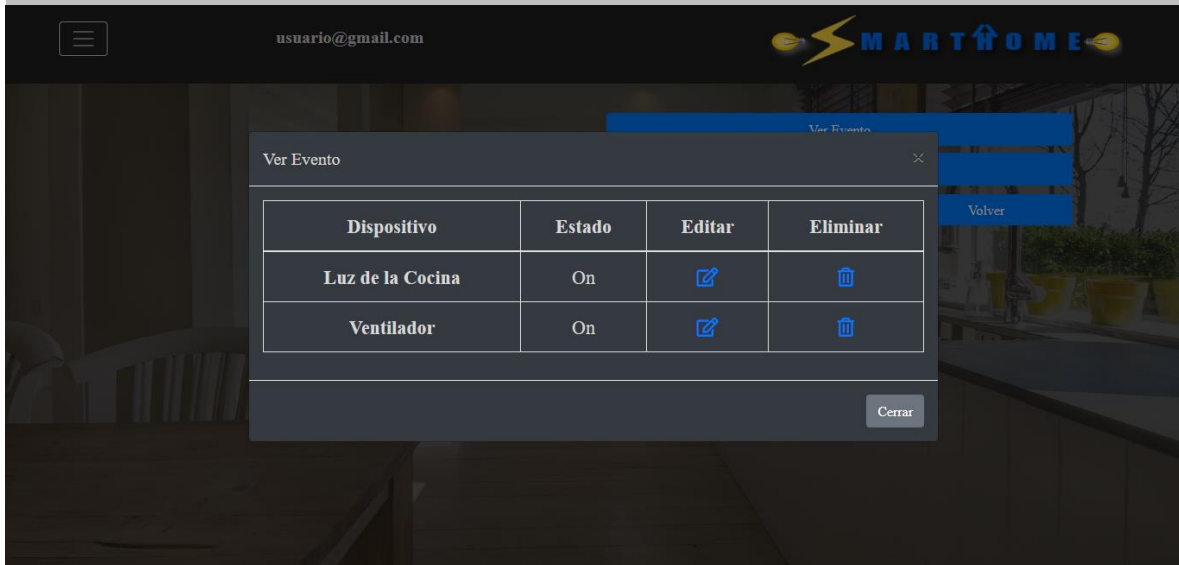 usuario@gmail.com
SMARTHOME
Ver Evento
Ver Evento
×
Volver
Dispositivo Estado Editar Eliminar
Luz de la Cocina On
Ventilador On
Cerrar